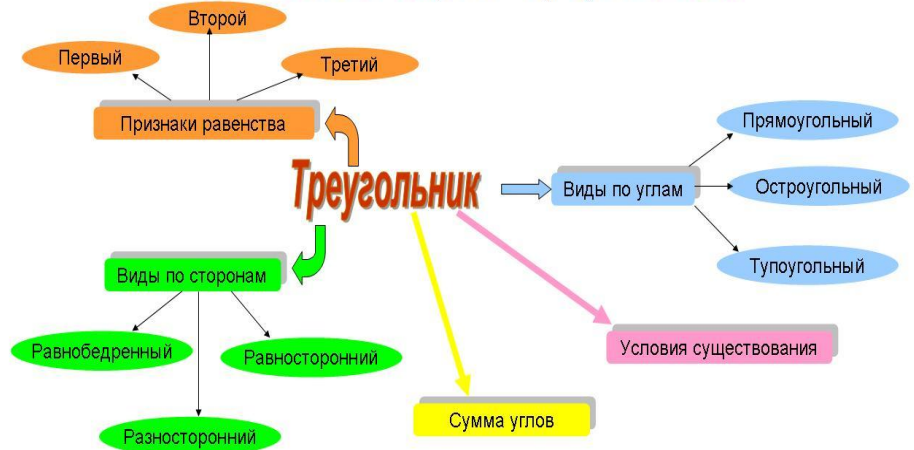 Второй
Первый
Третий
Признаки равенства
Прямоугольный
Треугольник
Виды по углам
Остроугольный
Тупоугольный
Виды по сторонам
Равнобедренный
Равносторонний
Условия существования
Сумма углов
Разносторонний